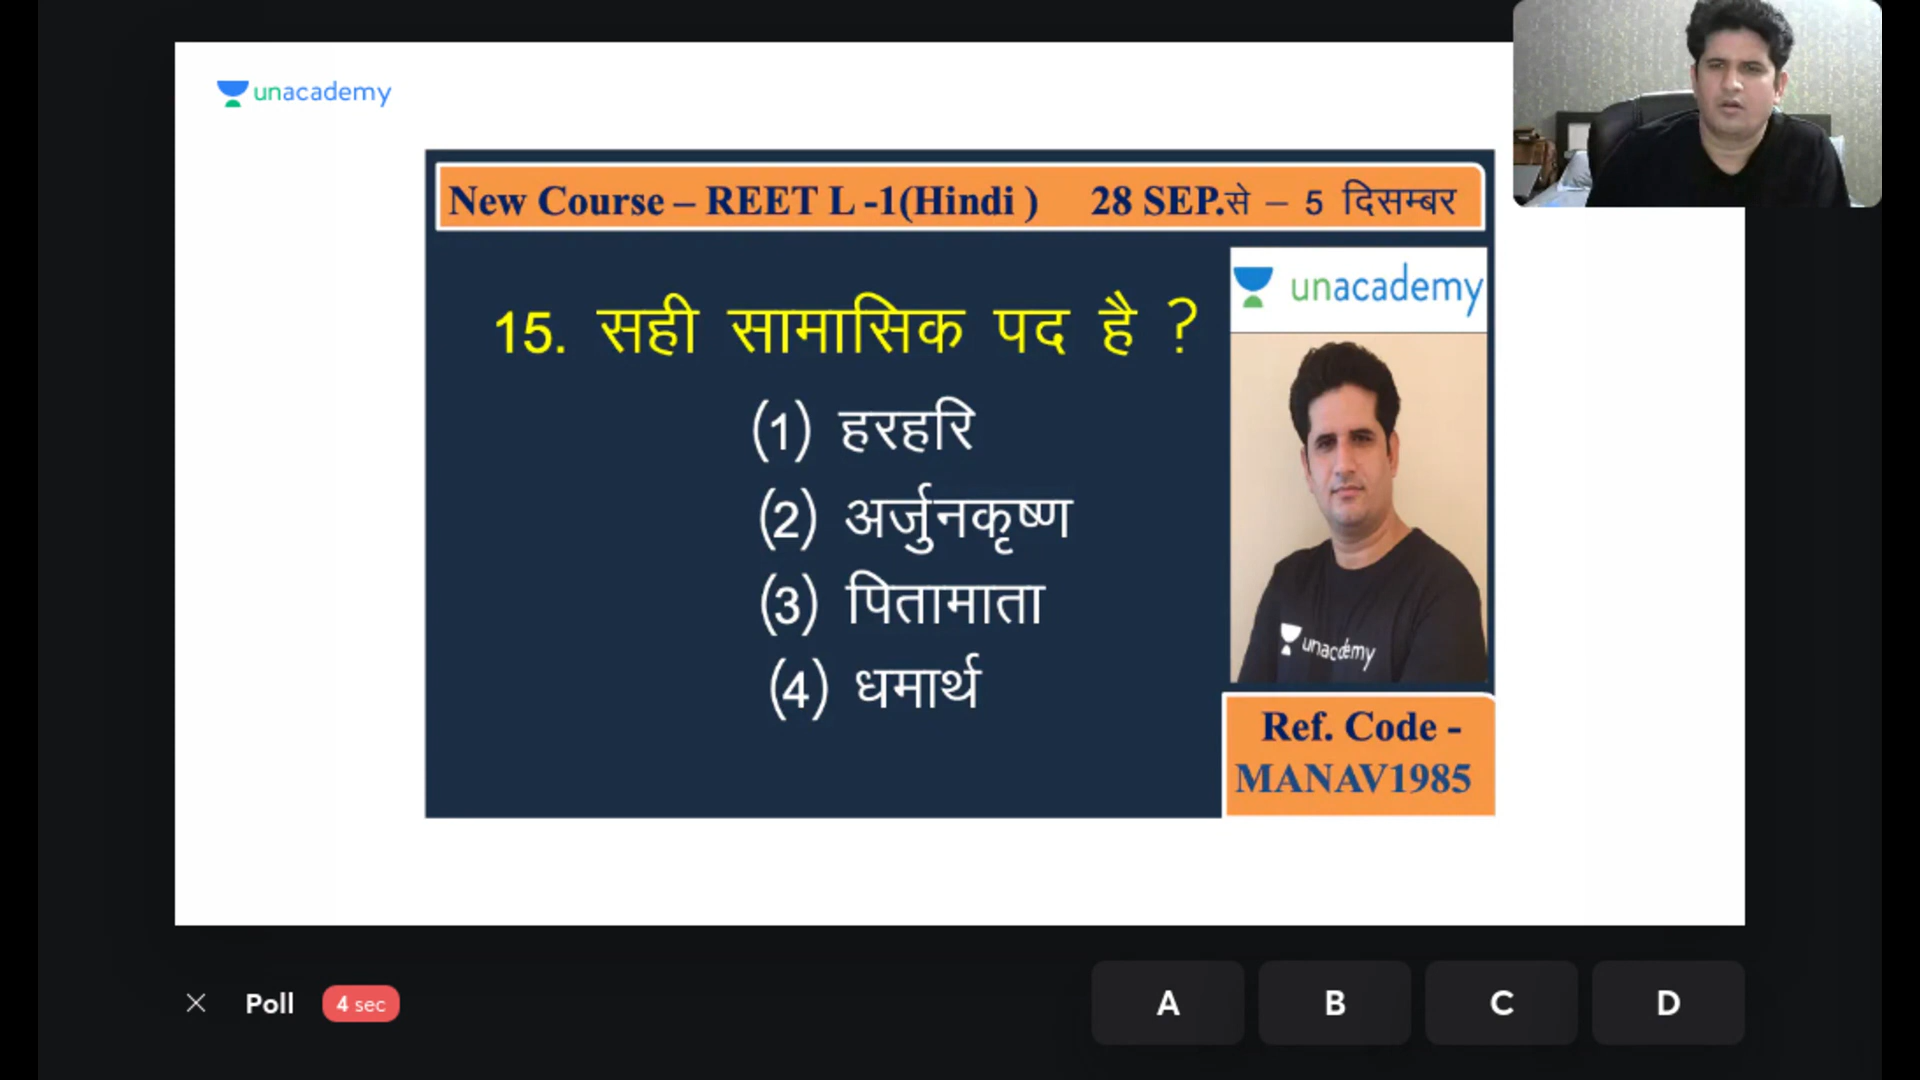 unacademy
New Course – REET L -1(Hindi ) 28 SEP.से – 5 दिसम्बर
unacademy
15. सही सामासिक पद है ?
(1) हरहरि
(2) अर्जुनकृष्ण
(3) पितामाता
(4) धमार्थ
unacademy
Ref. Code -
MANAV1985
× Poll 4 sec
A B C D